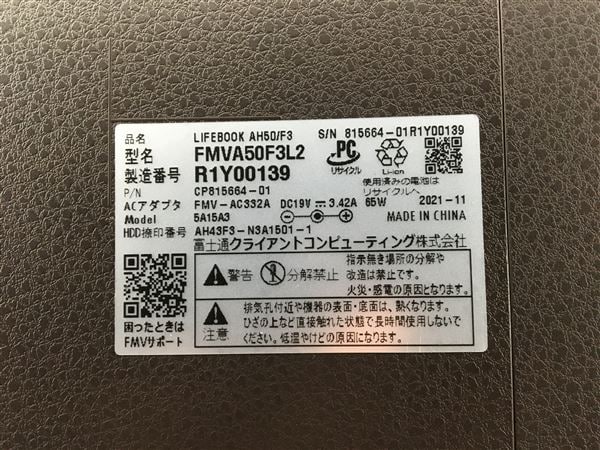 品名 LIFEBOOK AH50/F3 S/N 815664-01R1Y00139
型名 FMVA50F3L2
製造番号 R1Y00139
P/N CP815664-01
ACアダプタ FMV-AC332A DC19V 3.42A 65W
Model 5A15A3
HDD捺印番号 AH43F3-N3A1501-1
PC
リサイクル
Li-ion
使用済みの電池は
リサイクルへ
2021-11
MADE IN CHINA
富士通クライアントコンピューティング株式会社
警告 分解禁止
指示無き場所の分解や
改造は禁止。
火災・感電の原因となります。
注意
排気孔付近や機器の表面・底面は、熱くなります。
ひざの上など直接触れた状態で長時間使用しない
でください。低温やけどの原因になります。
困ったときは
FMVサポート